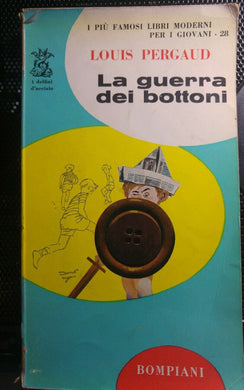 I PIÙ FAMOSI LIBRI MODERNI
PER I GIOVANI - 28
LOUIS PERGAUD
La guerra
dei bottoni
i delfini
d'acciaio
BOMPIANI